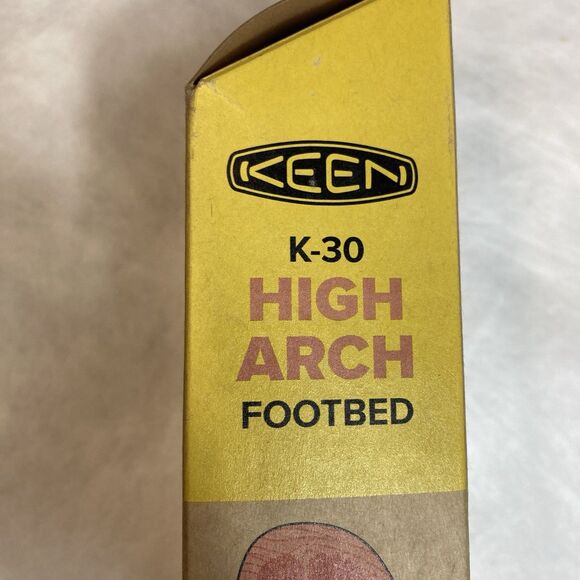 KEEN
K-30
HIGH
ARCH
FOOTBED